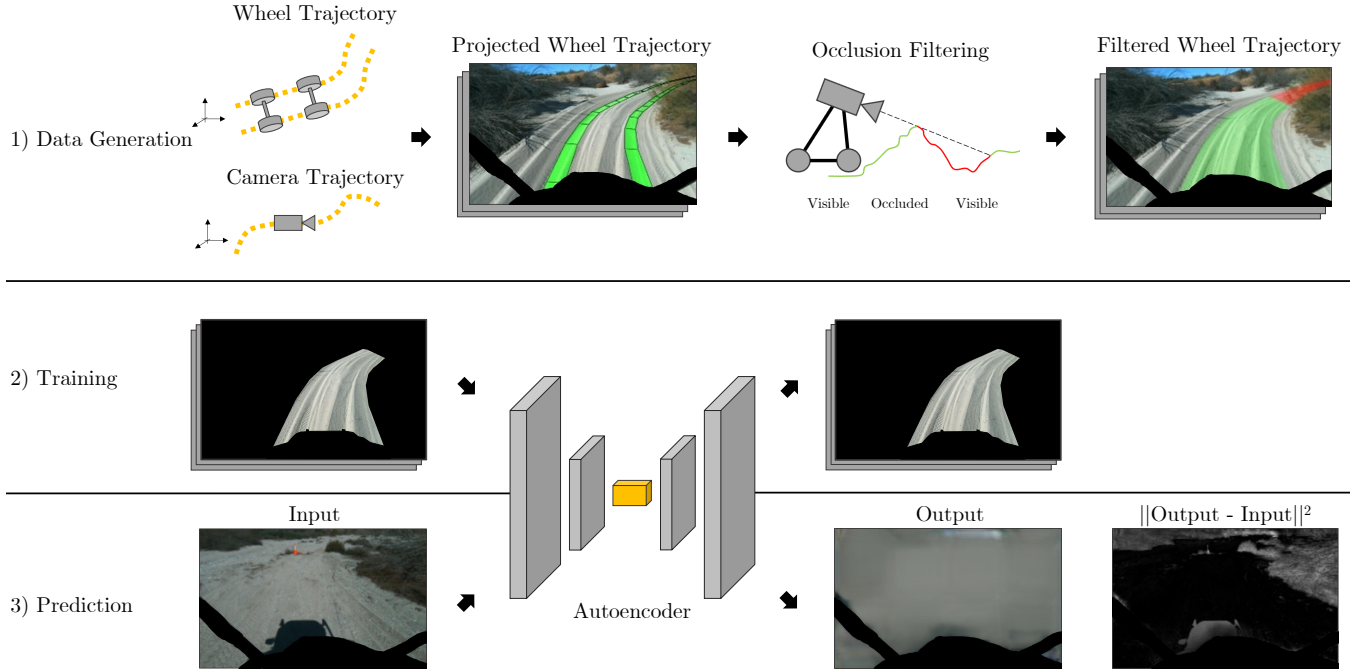 Wheel Trajectory
Projected Wheel Trajectory
Occlusion Filtering
Filtered Wheel Trajectory
1) Data Generation
Camera Trajectory
Visible
Occluded
Visible
2) Training
Input
Output
||Output - Input||²
3) Prediction
Autoencoder